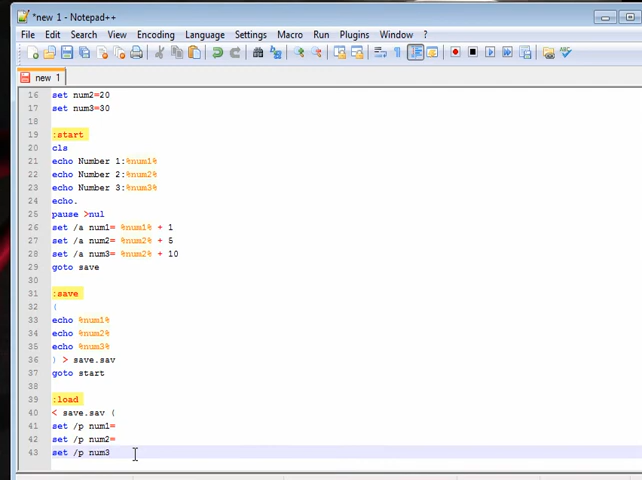 *new 1 - Notepad++
File Edit Search View Encoding Language Settings Macro Run Plugins Window ?
new 1
16 set num2=20
17 set num3=30
18
19 :start
20 cls
21 echo Number 1:%num1%
22 echo Number 2:%num2%
23 echo Number 3:%num3%
24 echo.
25 pause >nul
26 set /a num1= %num1% + 1
27 set /a num2= %num2% + 5
28 set /a num3= %num2% + 10
29 goto save
30
31 :save
32 (
33 echo %num1%
34 echo %num2%
35 echo %num3%
36 ) > save.sav
37 goto start
38
39 :load
40 < save.sav (
41 set /p num1=
42 set /p num2=
43 set /p num3